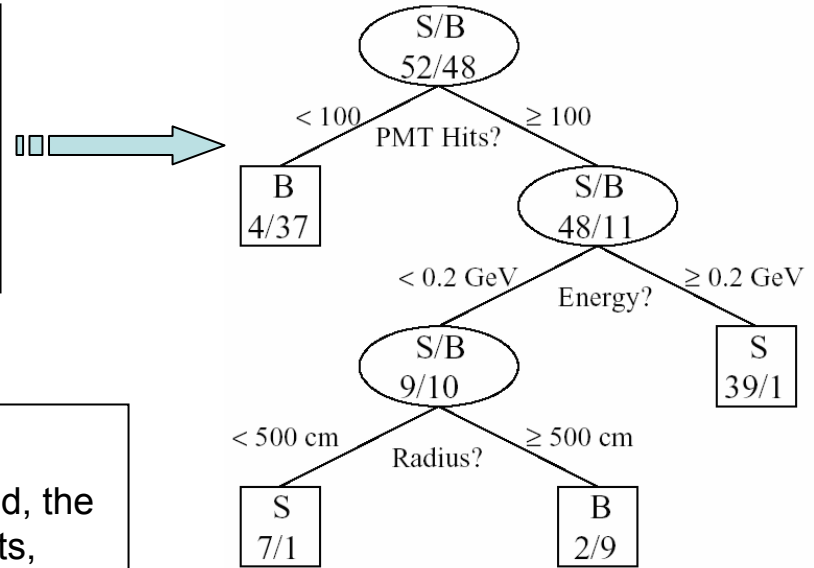 S/B
52/48
< 100
PMT Hits?
≥ 100
B
4/37
S/B
48/11
< 0.2 GeV
Energy?
≥ 0.2 GeV
S/B
9/10
S
39/1
< 500 cm
Radius?
≥ 500 cm
S
7/1
B
2/9
d, the
ts,